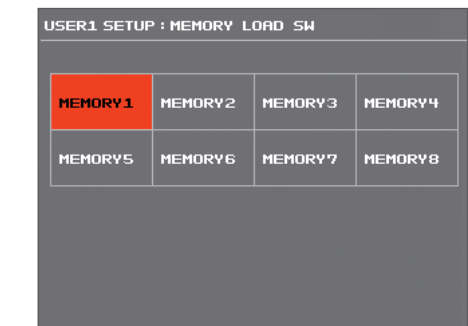 USER1 SETUP : MEMORY LOAD SW
MEMORY1 MEMORY2 MEMORY3 MEMORY4
MEMORY5 MEMORY6 MEMORY7 MEMORY8